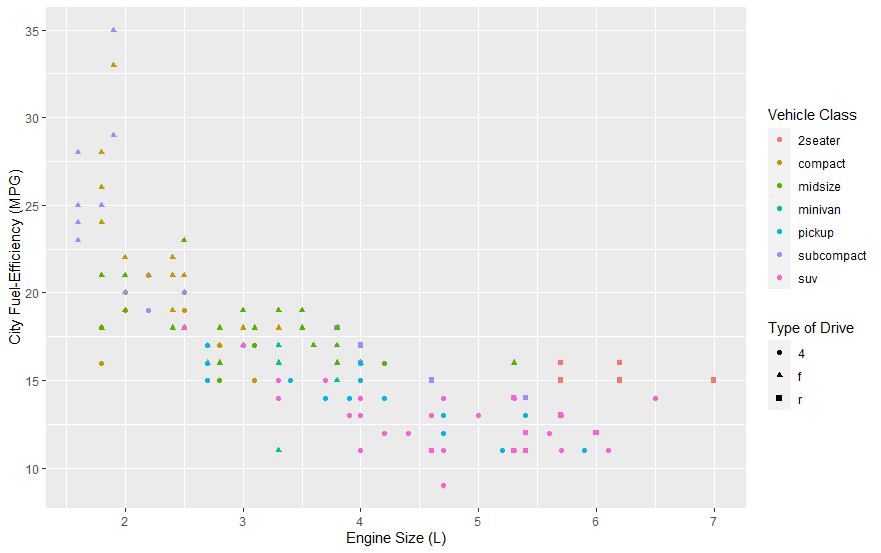 35
30
25
20
15
10
City Fuel-Efficiency (MPG)
2
3
4
5
6
7
Engine Size (L)
Vehicle Class
2seater
compact
midsize
minivan
pickup
subcompact
suv
Type of Drive
4
f
r